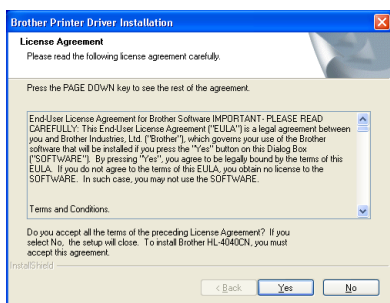 Brother Printer Driver Installation
License Agreement
Please read the following license agreement carefully.
Press the PAGE DOWN key to see the rest of the agreement.
End-User License Agreement for Brother Software IMPORTANT- PLEASE READ
CAREFULLY: This End-User License Agreement ("EULA") is a legal agreement between
you and Brother Industries, Ltd. ("Brother"), which governs your use of the Brother
software that will be installed if you press the "Yes" button on this Dialog Box
("SOFTWARE"). By pressing "Yes", you agree to be legally bound by the terms of this
EULA. If you do not agree to the terms of this EULA, you obtain no license to the
SOFTWARE. In such case, you may not use the SOFTWARE.
Terms and Conditions.
Do you accept all the terms of the preceding License Agreement? If you
select No, the setup will close. To install Brother HL-4040CN, you must
accept this agreement.
InstallShield
< Back
Yes
No